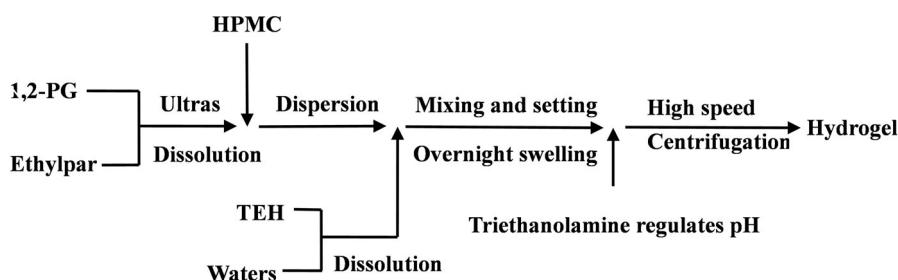 HPMC
1,2-PG
Ultras
Dissolution
Ethylpar
Dispersion
TEH
Waters
Dissolution
Mixing and setting
Overnight swelling
Triethanolamine regulates pH
High speed
Centrifugation
Hydrogel